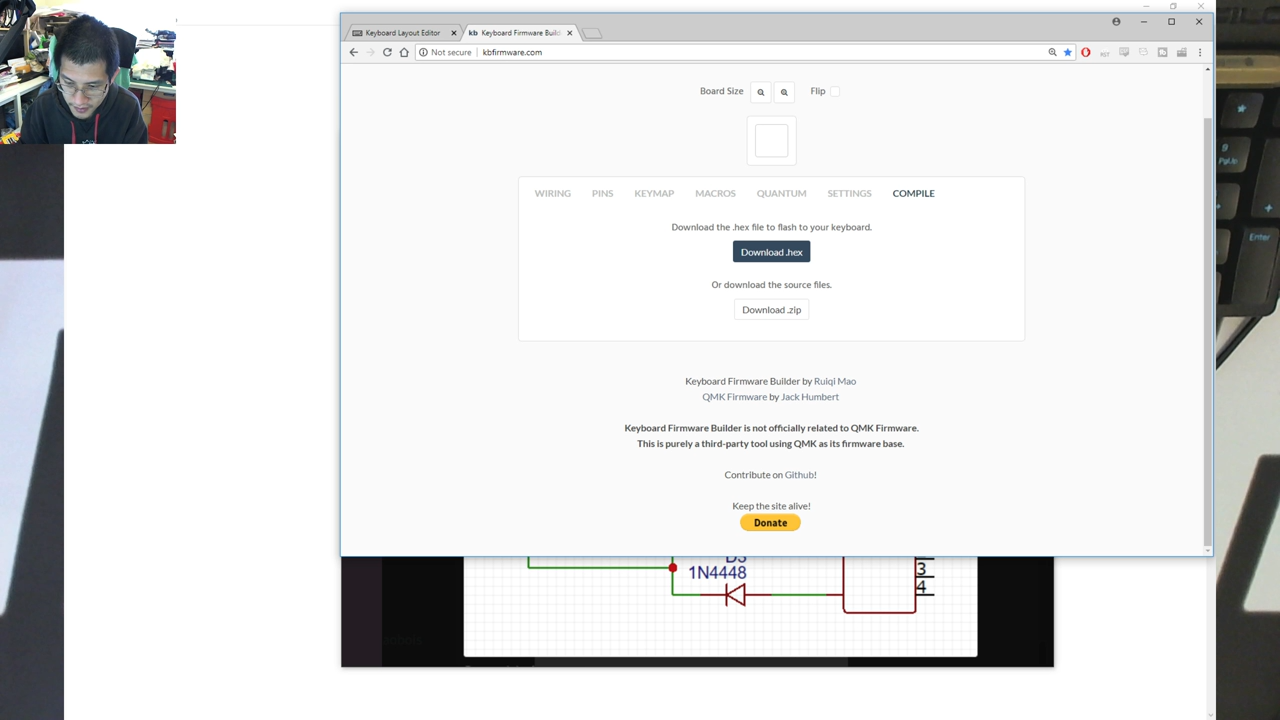 Keyboard Layout Editor
kb Keyboard Firmware Build
Not secure | kbfirmware.com
Board Size
Flip
WIRING PINS KEYMAP MACROS QUANTUM SETTINGS COMPILE
Download the .hex file to flash to your keyboard.
Download .hex
Or download the source files.
Download .zip
Keyboard Firmware Builder by Ruiqi Mao
QMK Firmware by Jack Humbert
Keyboard Firmware Builder is not officially related to QMK Firmware.
This is purely a third-party tool using QMK as its firmware base.
Contribute on Github!
Keep the site alive!
Donate
D3
1N4448
3
4
9
PgUp
Enter